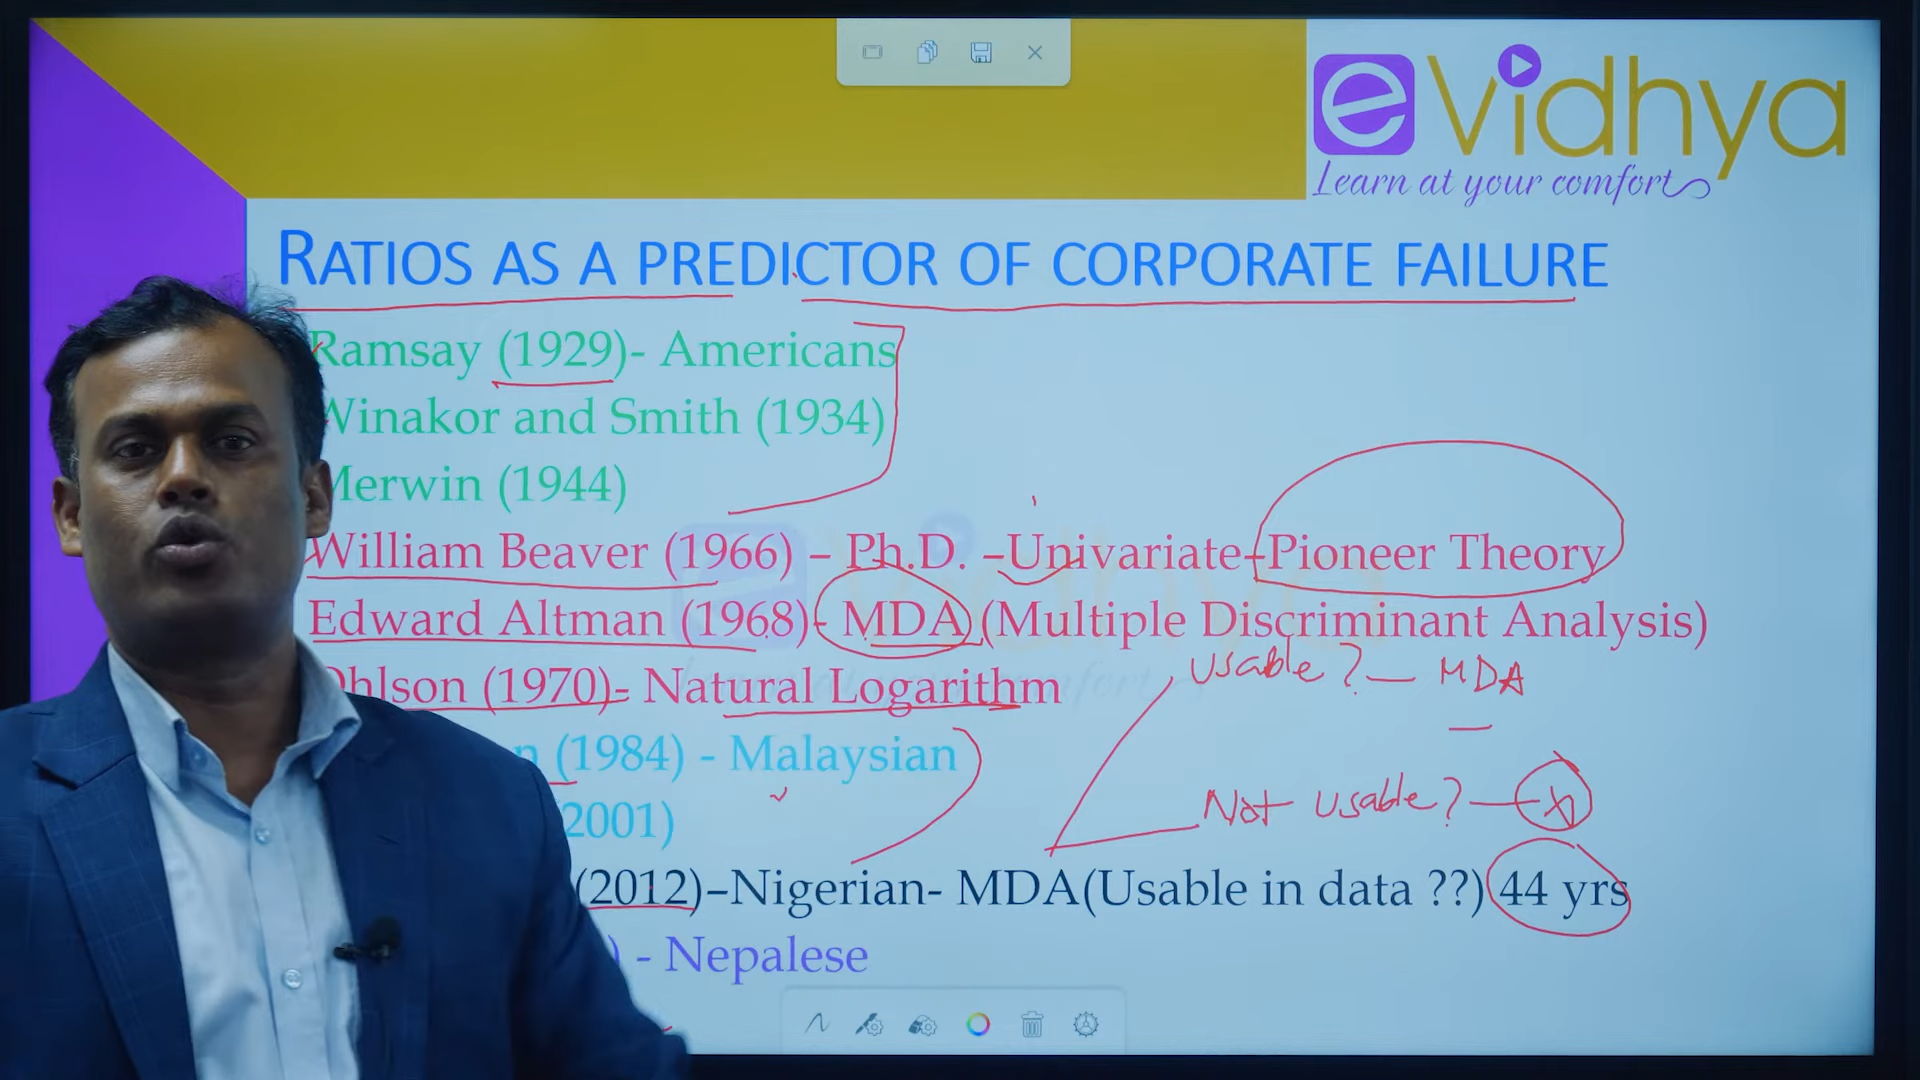 eVidhya
Learn at your comfort
RATIOS AS A PREDICTOR OF CORPORATE FAILURE
Ramsay (1929)- Americans
Winakor and Smith (1934)
Merwin (1944)
William Beaver (1966) – Ph.D. –Univariate-Pioneer Theory
Edward Altman (1968)- MDA (Multiple Discriminant Analysis)
Usable? — MDA
Ohlson (1970)- Natural Logarithm
(1984) - Malaysian
Not usable? —
2001)
(2012)–Nigerian- MDA(Usable in data ??) 44 yrs
) - Nepalese